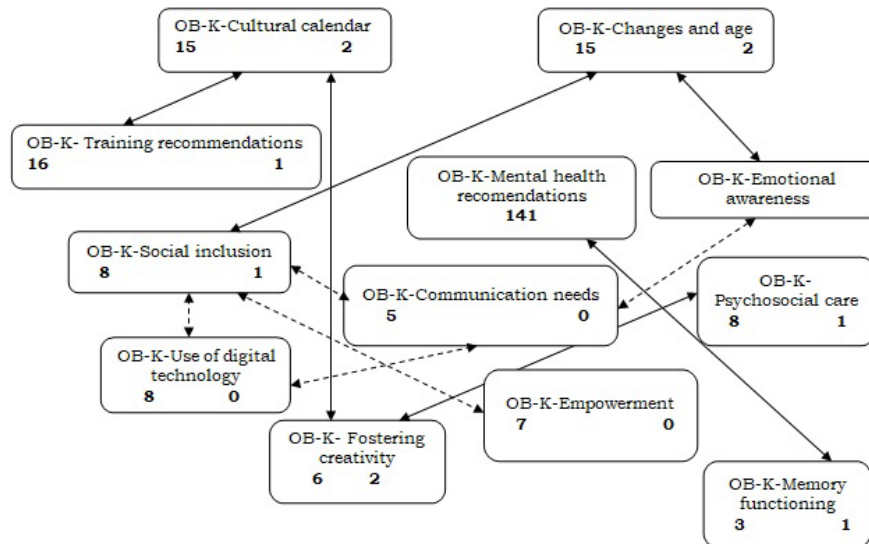 OB-K-Cultural calendar
15 2
OB-K-Changes and age
15 2
OB-K- Training recommendations
16 1
OB-K-Mental health
recomendations
141
OB-K-Emotional
awareness
OB-K-Social inclusion
8 1
OB-K-Communication needs
5 0
OB-K-
Psychosocial care
8 1
OB-K-Use of digital
technology
8 0
OB-K-Empowerment
7 0
OB-K- Fostering
creativity
6 2
OB-K-Memory
functioning
3 1